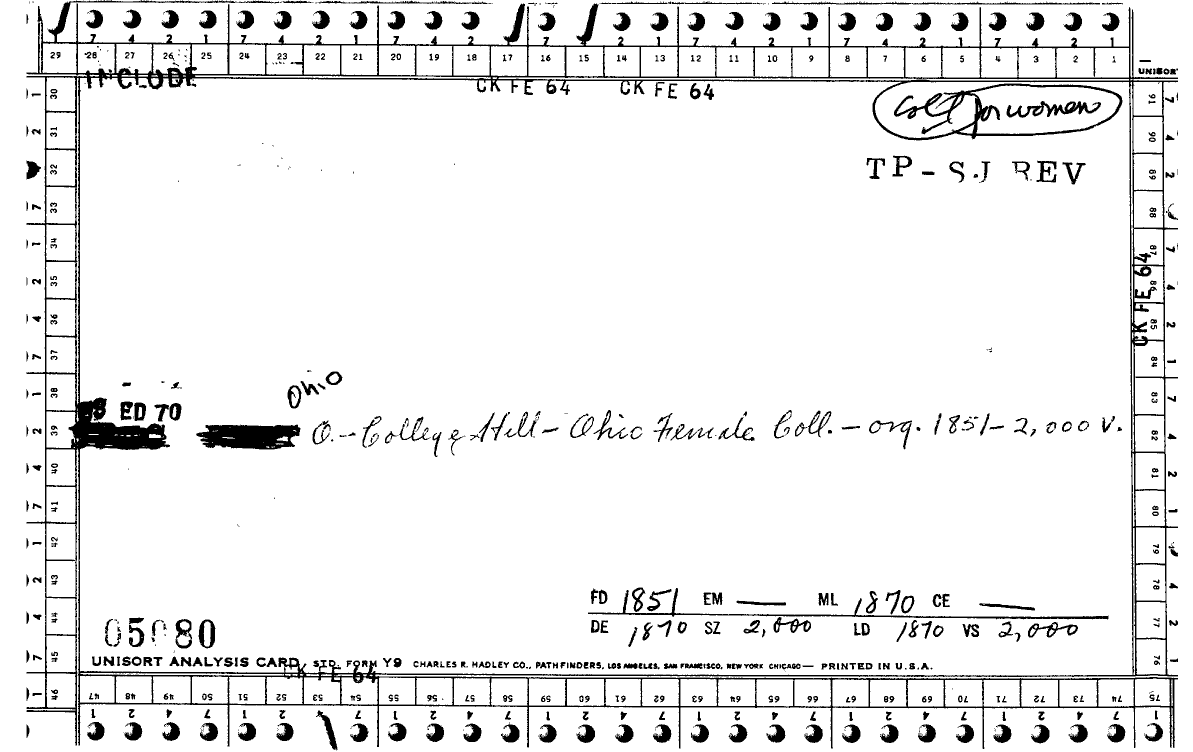 7 4 2 1 7 4 2 1 7 4 2 1 7 4 2 1 7 4 2 1 7 4 2 1 7 4 2 1
29 28 27 26 25 24 23 22 21 20 19 18 17 16 15 14 13 12 11 10 9 8 7 6 5 4 3 2 1
UNISORT
INCLUDE
CK FE 64 CK FE 64
Coll for women
TP - SJ REV
CK FE 64
Ohio
ED 70
O. - College Hill - Ohio Female Coll. - org. 1851 - 2,000 V.
FD 1851 EM — ML 1870 CE —
DE 1870 SZ 2,000 LD 1870 VS 2,000
05080
UNISORT ANALYSIS CARD STD. FORM Y9 CHARLES R. HADLEY CO., PATHFINDERS, LOS ANGELES, SAN FRANCISCO, NEW YORK CHICAGO — PRINTED IN U.S.A.
CK FE 64
30 31 32 33 34 35 36 37 38 39 40 41 42 43 44 45 46
47 48 49 50 51 52 53 54 55 56 57 58 59 60 61 62 63 64 65 66 67 68 69 70 71 72 73 74 75
91 90 89 88 87 86 85 84 83 82 81 80 79 78 77 76